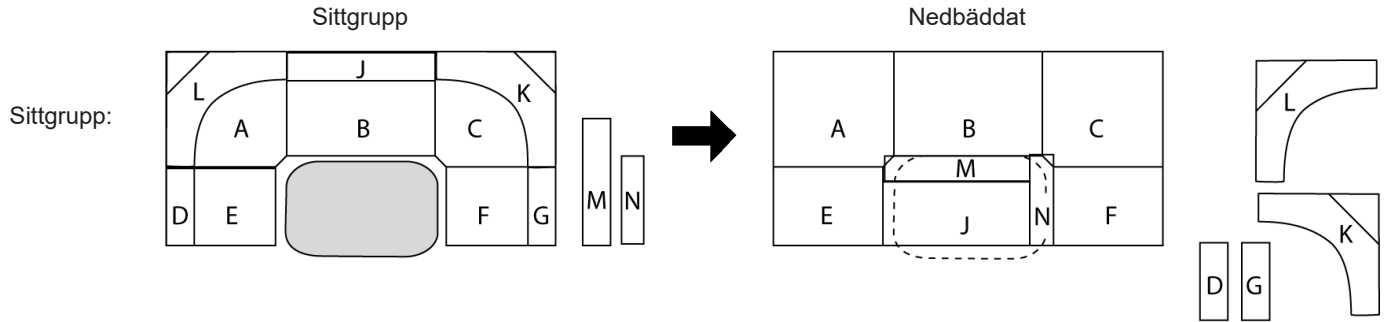 Sittgrupp Nedbäddat
Sittgrupp:
L J K
A B C
D E F G
M N
A B C
M
E J N F
L
K
D G